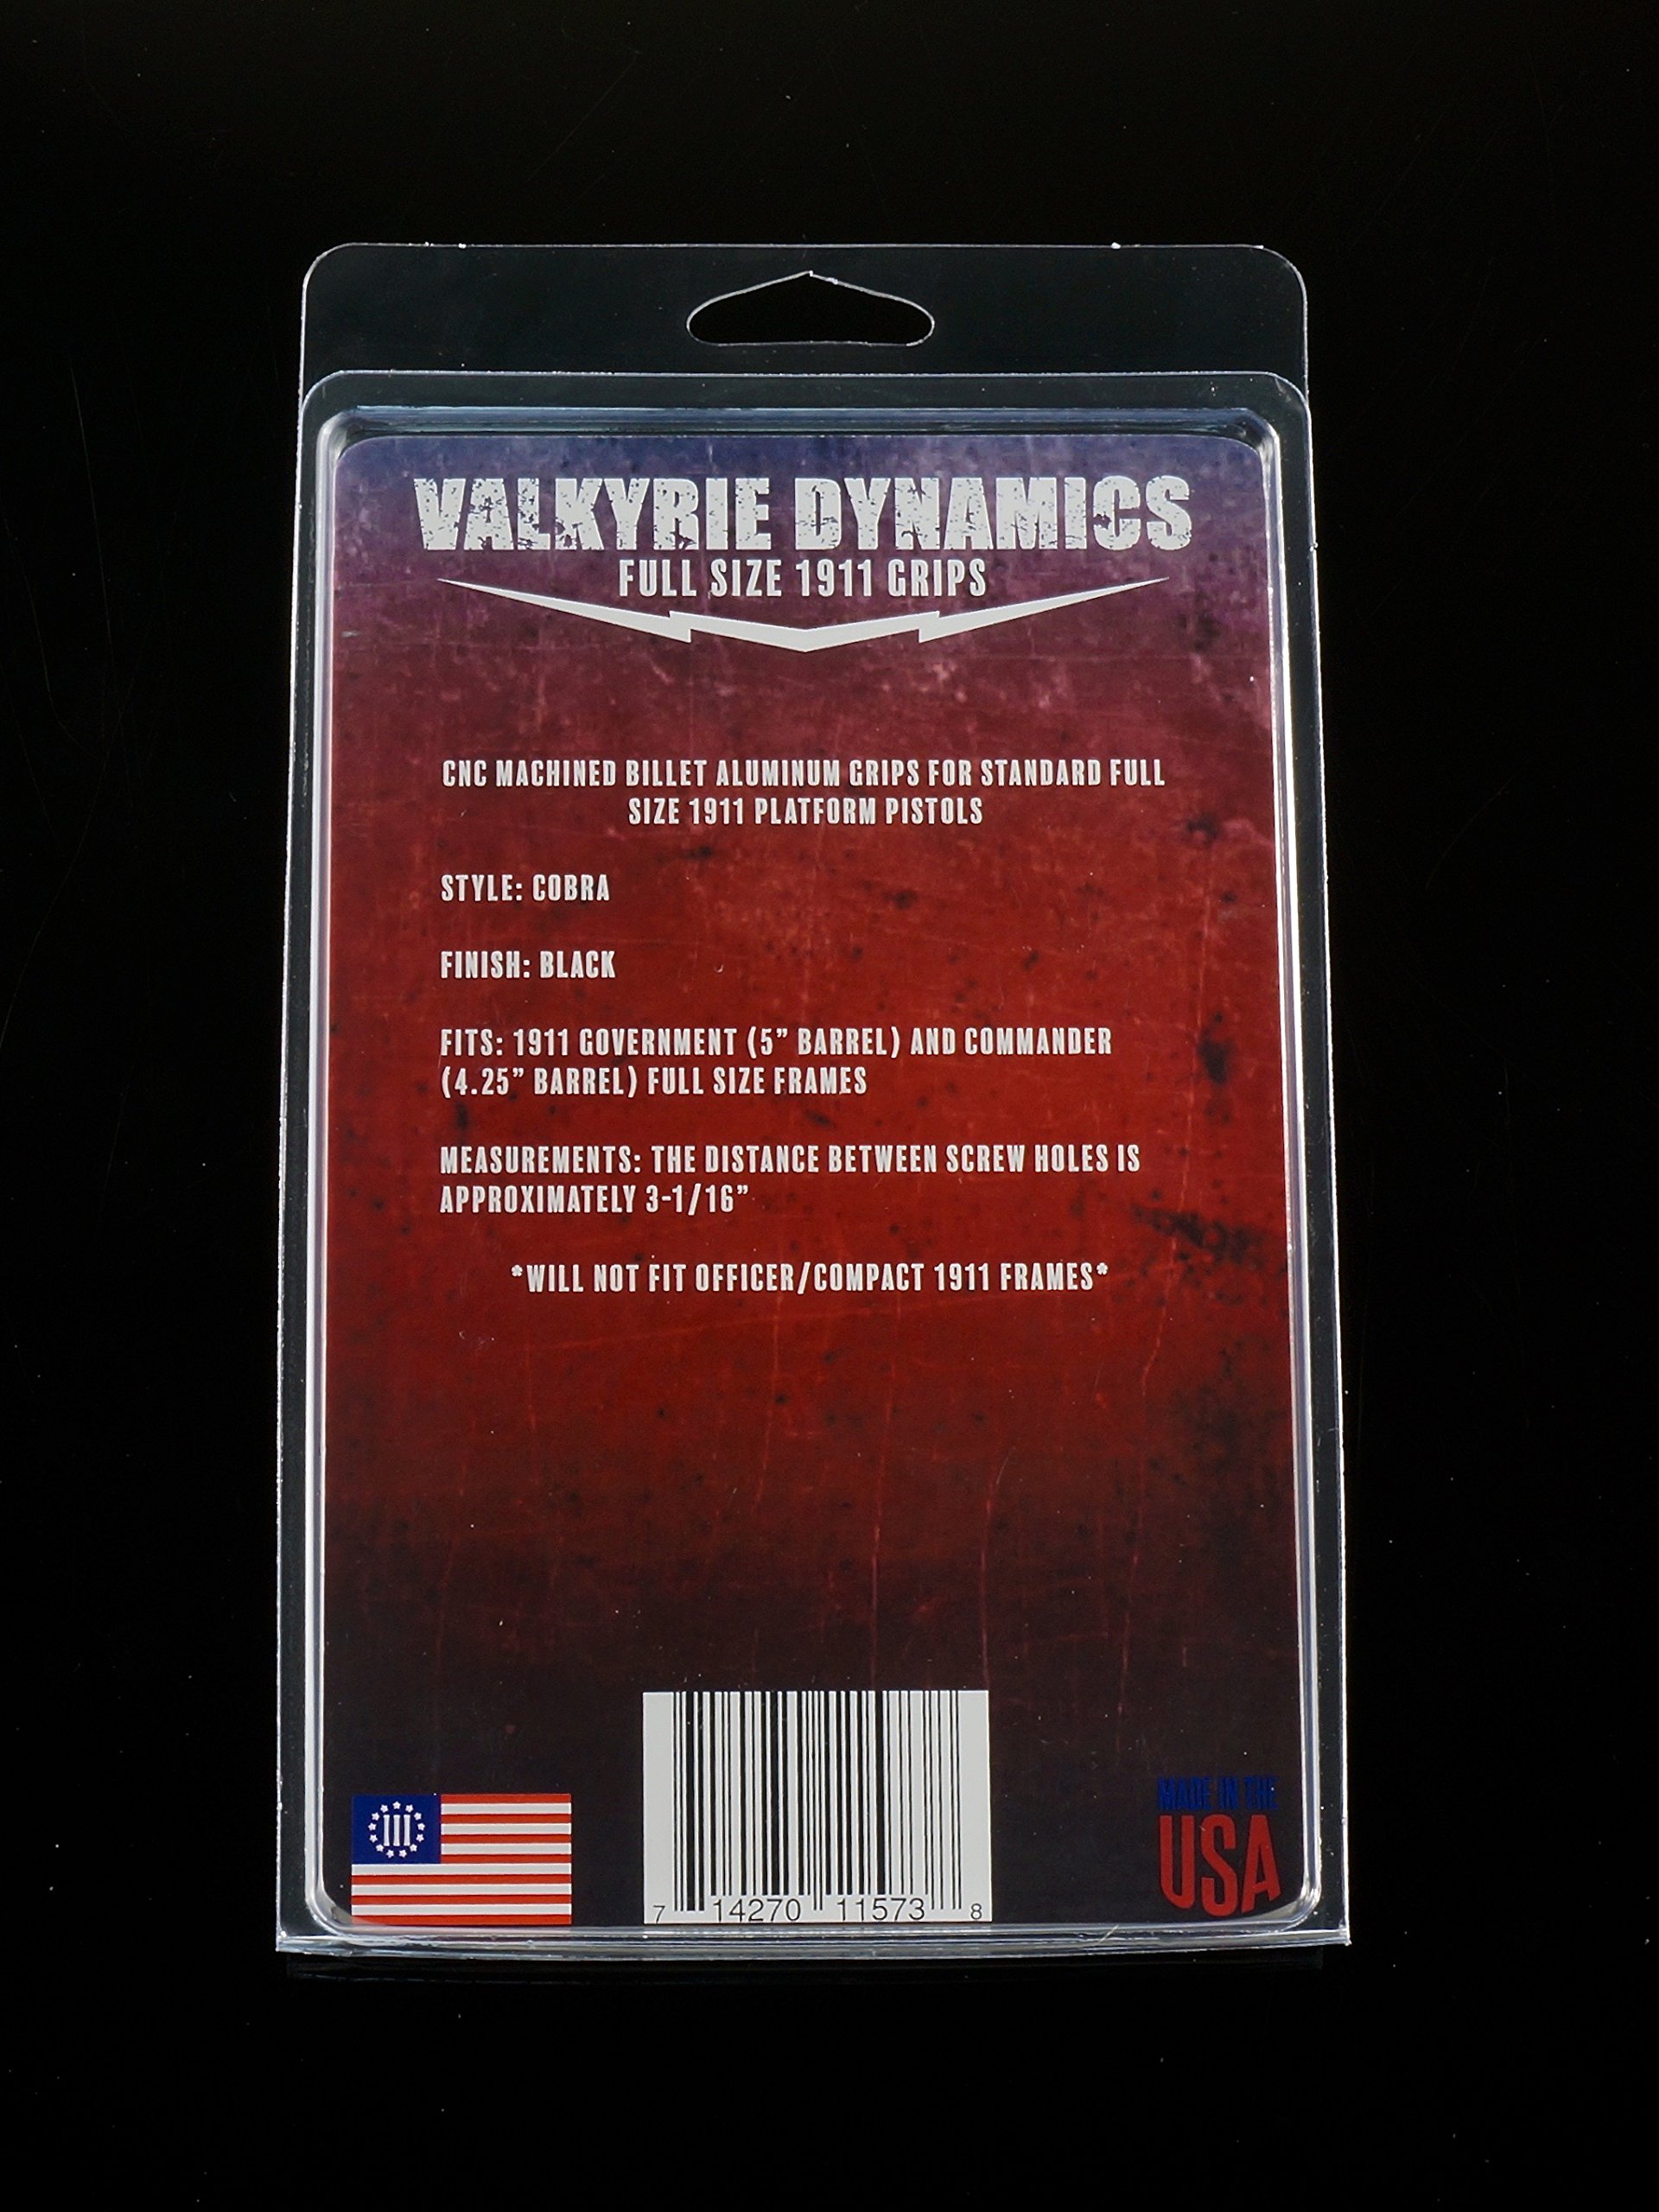 VALKYRIE DYNAMICS
FULL SIZE 1911 GRIPS
CNC MACHINED BILLET ALUMINUM GRIPS FOR STANDARD FULL
SIZE 1911 PLATFORM PISTOLS
STYLE: COBRA
FINISH: BLACK
FITS: 1911 GOVERNMENT (5” BARREL) AND COMMANDER
(4.25” BARREL) FULL SIZE FRAMES
MEASUREMENTS: THE DISTANCE BETWEEN SCREW HOLES IS
APPROXIMATELY 3-1/16”
*WILL NOT FIT OFFICER/COMPACT 1911 FRAMES*
III
7 14270 11573 8
MADE IN THE
USA